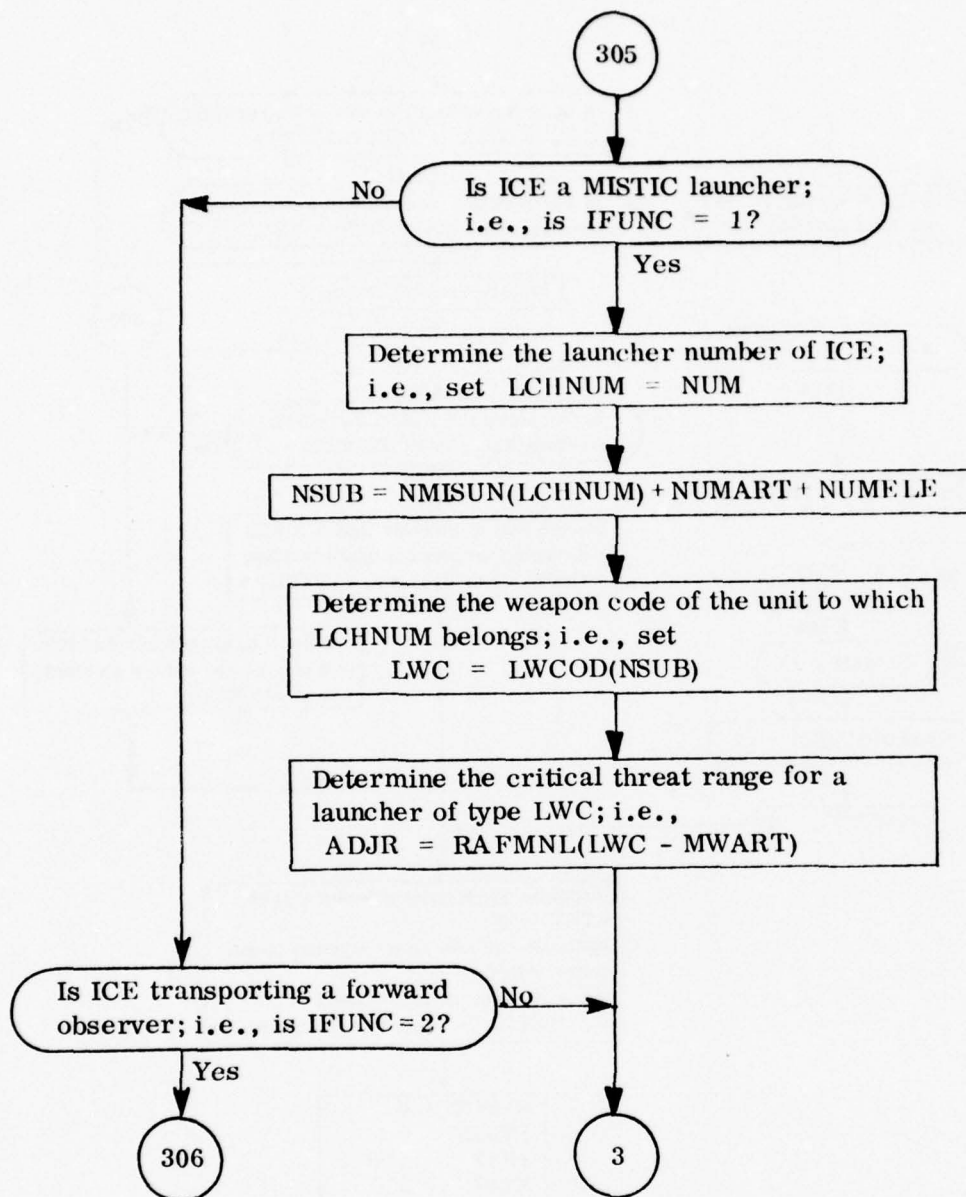 305
Is ICE a MISTIC launcher;
i.e., is IFUNC = 1?
No
Yes
Determine the launcher number of ICE;
i.e., set LCHNUM = NUM
NSUB = NMISUN(LCHNUM) + NUMART + NUMELE
Determine the weapon code of the unit to which
LCHNUM belongs; i.e., set
LWC = LWCOD(NSUB)
Determine the critical threat range for a
launcher of type LWC; i.e.,
ADJR = RAFMNL(LWC - MWART)
Is ICE transporting a forward
observer; i.e., is IFUNC = 2?
No
Yes
306
3